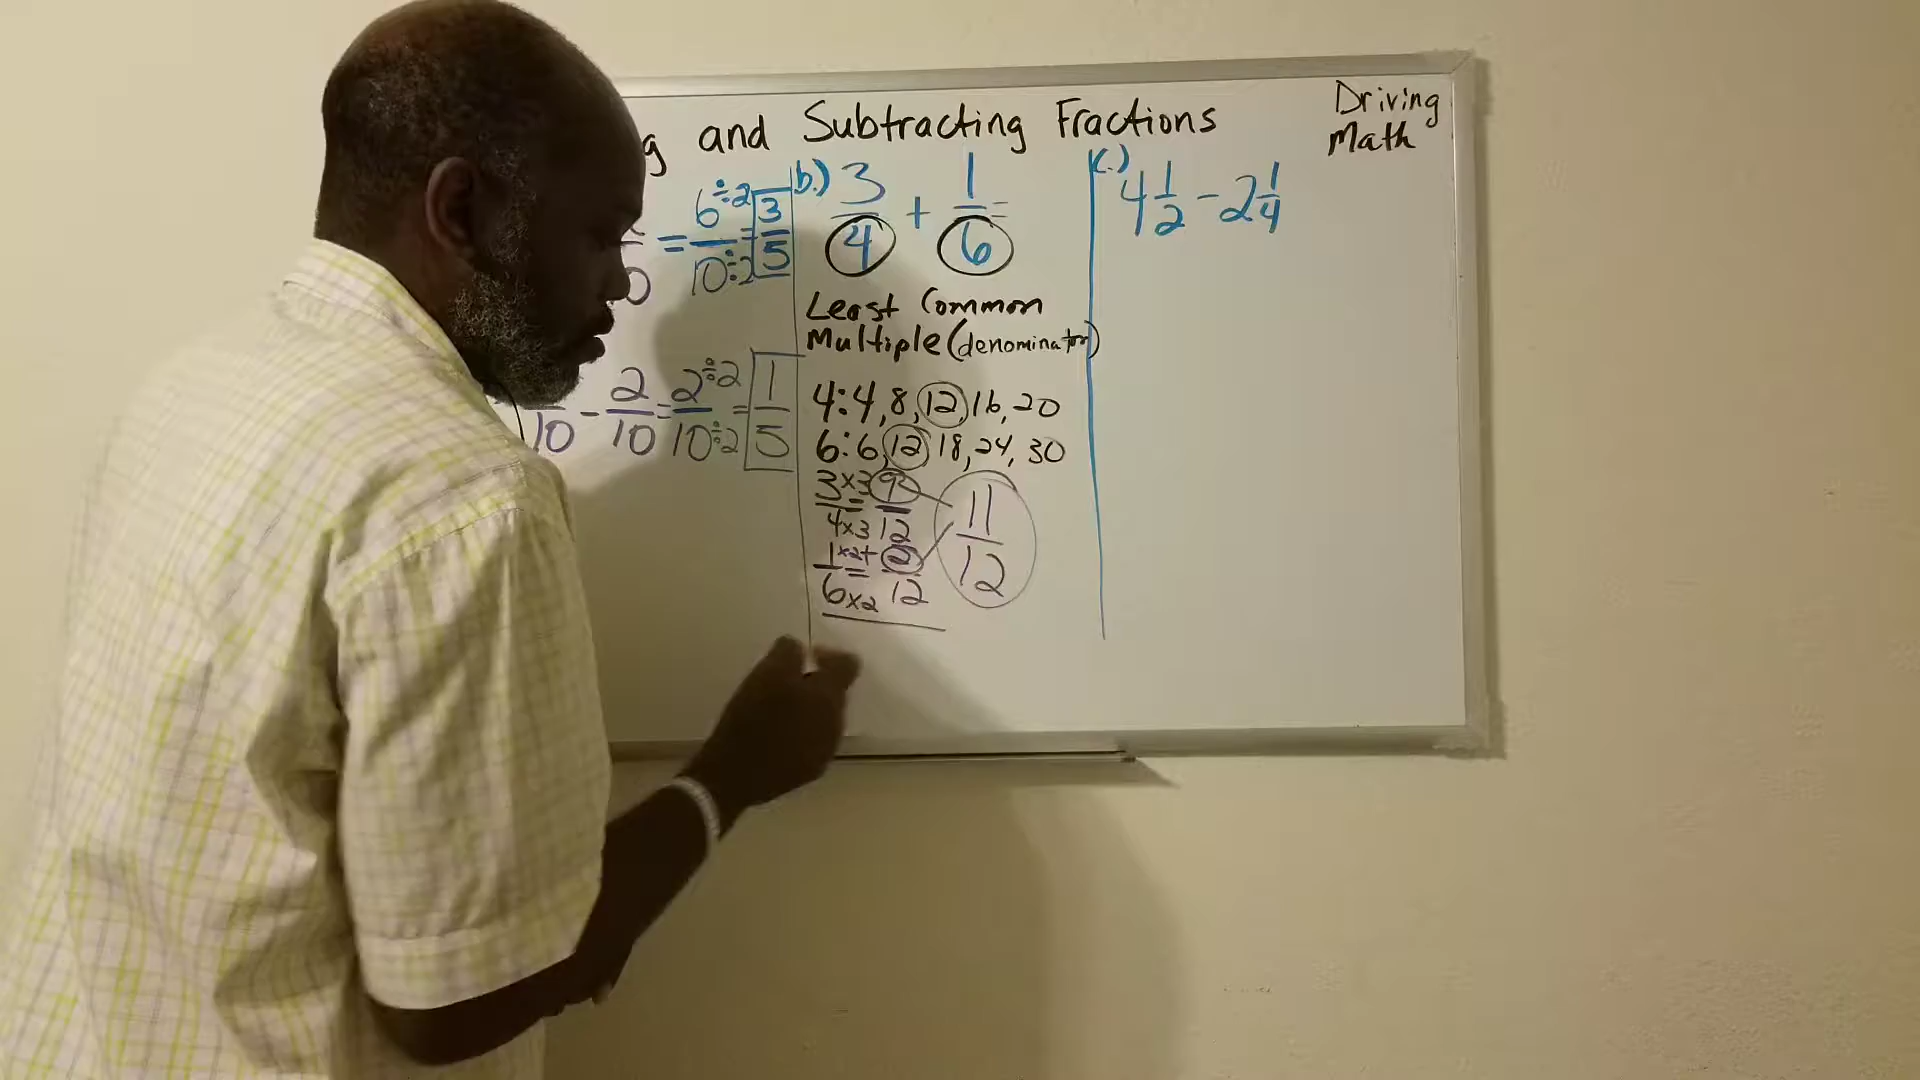 g and Subtracting Fractions
Driving
Math
0 = 6÷2 / 10÷2 = 3/5
10 - 2/10 = 2÷2 / 10÷2 = 1/5
b.) 3/4 + 1/6 =
Least Common
Multiple (denominator)
4: 4, 8, 12, 16, 20
6: 6, 12, 18, 24, 30
3×3 / 4×3 = 9/12
1×2 / 6×2 = + 2/12
11/12
c.) 4 1/2 - 2 1/4